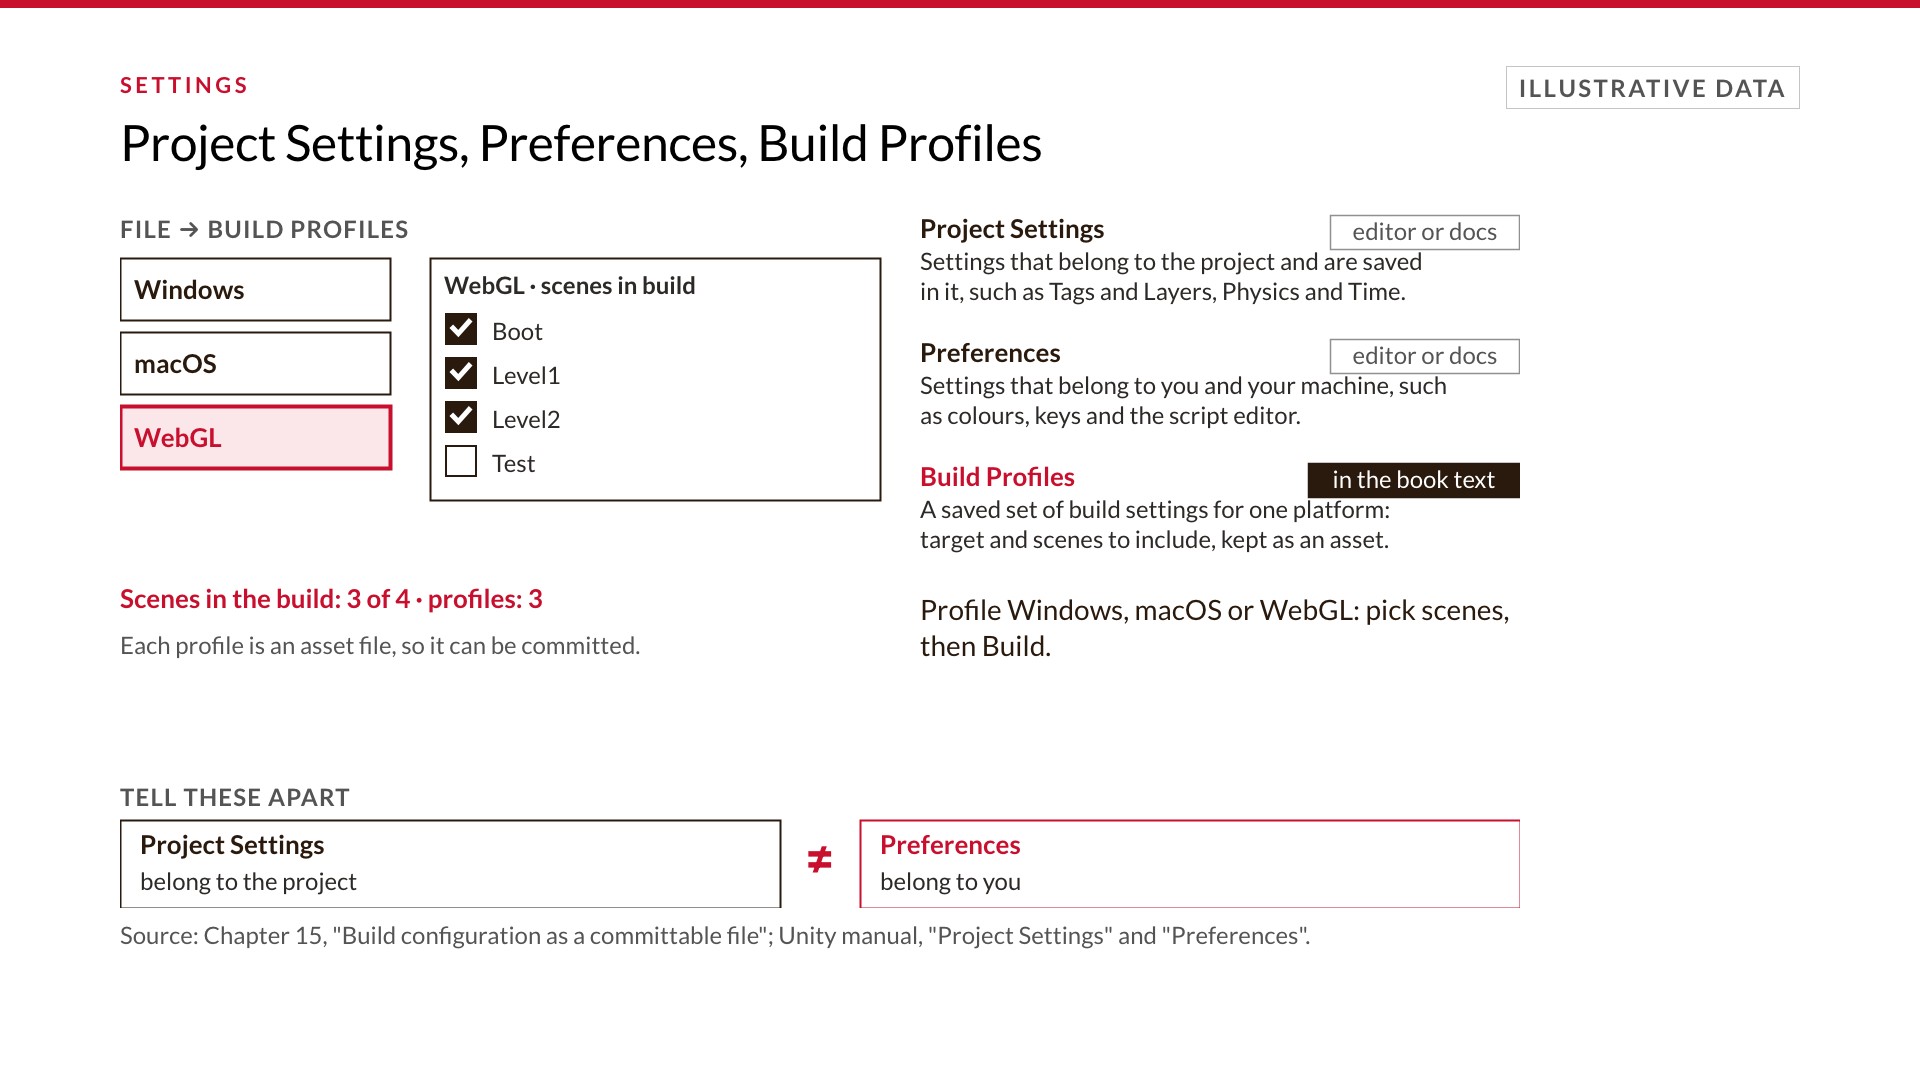 SETTINGS
ILLUSTRATIVE DATA
Project Settings, Preferences, Build Profiles
FILE → BUILD PROFILES
Windows
macOS
WebGL
WebGL · scenes in build
Boot
Level1
Level2
Test
Scenes in the build: 3 of 4 · profiles: 3
Each profile is an asset file, so it can be committed.
Project Settings
editor or docs
Settings that belong to the project and are saved
in it, such as Tags and Layers, Physics and Time.
Preferences
editor or docs
Settings that belong to you and your machine, such
as colours, keys and the script editor.
Build Profiles
in the book text
A saved set of build settings for one platform:
target and scenes to include, kept as an asset.
Profile Windows, macOS or WebGL: pick scenes,
then Build.
TELL THESE APART
Project Settings
belong to the project
≠
Preferences
belong to you
Source: Chapter 15, "Build configuration as a committable file"; Unity manual, "Project Settings" and "Preferences".